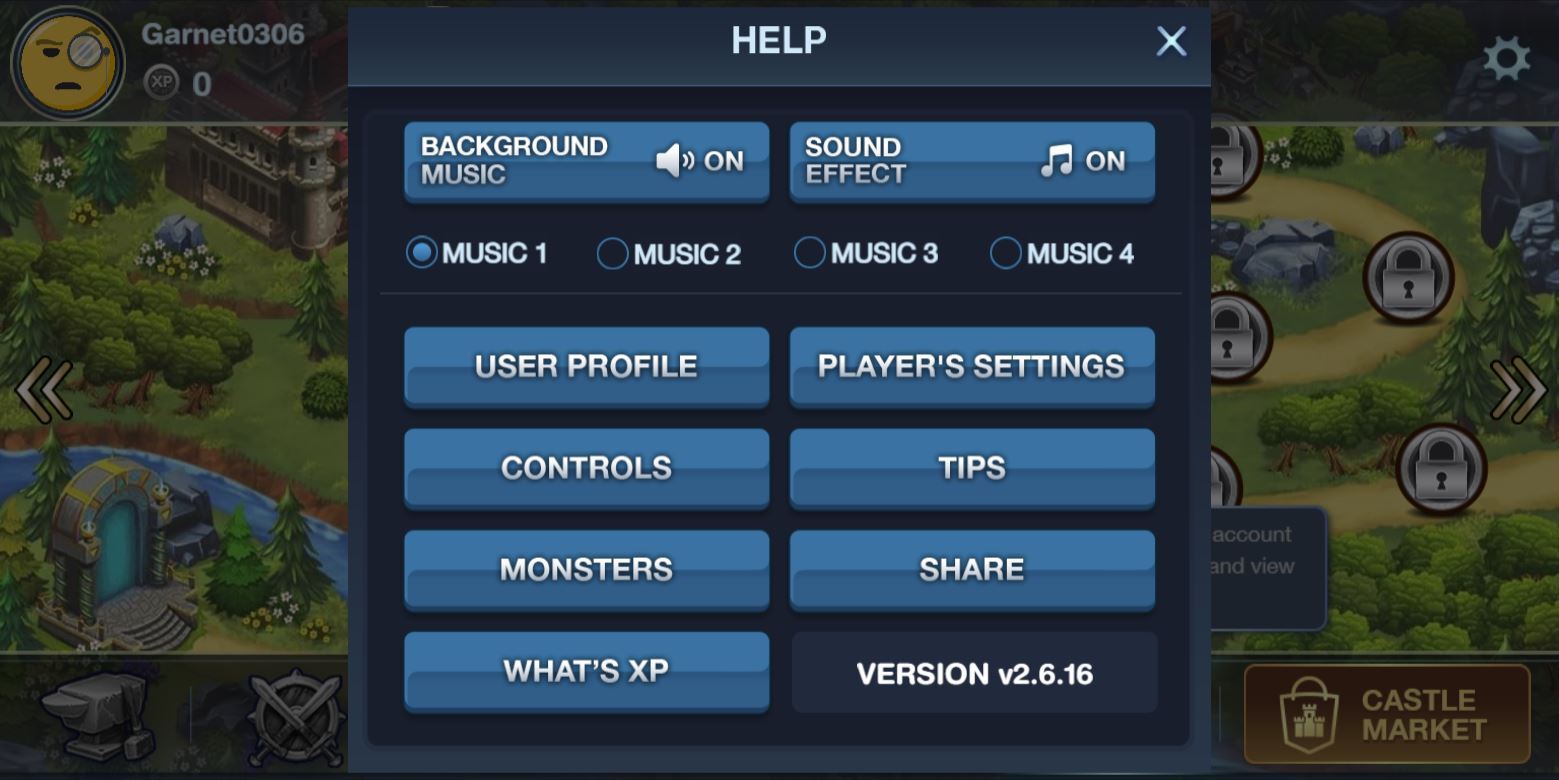 Garnet0306
XP 0
HELP
BACKGROUND
MUSIC
ON
SOUND
EFFECT
ON
MUSIC 1
MUSIC 2
MUSIC 3
MUSIC 4
USER PROFILE
PLAYER'S SETTINGS
CONTROLS
TIPS
MONSTERS
SHARE
account
and view
WHAT'S XP
VERSION v2.6.16
CASTLE
MARKET